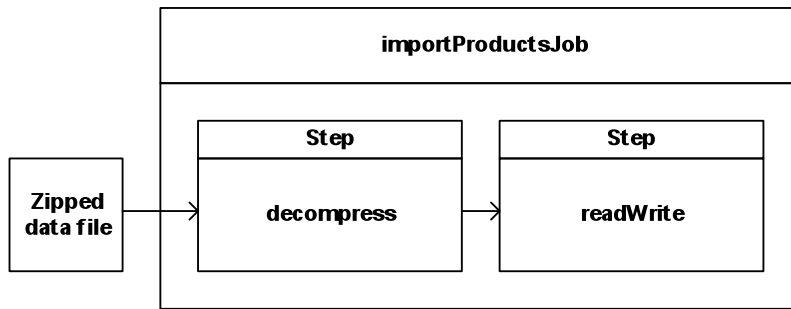 importProductsJob
Step
Step
Zipped
data file
decompress
readWrite